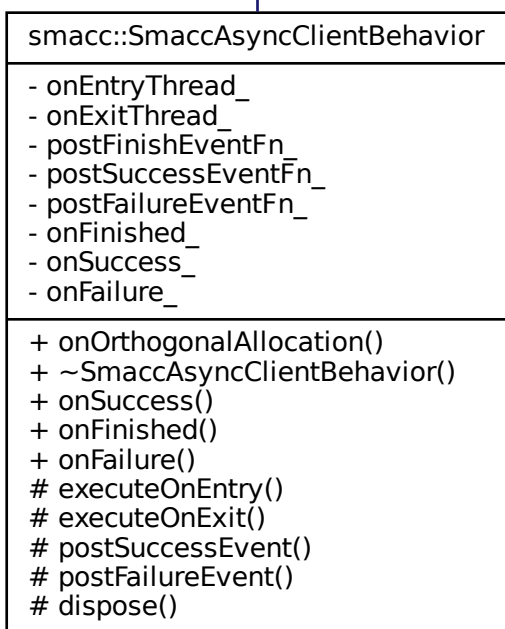 smacc::SmaccAsyncClientBehavior
- onEntryThread_
- onExitThread_
- postFinishEventFn_
- postSuccessEventFn_
- postFailureEventFn_
- onFinished_
- onSuccess_
- onFailure_
+ onOrthogonalAllocation()
+ ~SmaccAsyncClientBehavior()
+ onSuccess()
+ onFinished()
+ onFailure()
# executeOnEntry()
# executeOnExit()
# postSuccessEvent()
# postFailureEvent()
# dispose()